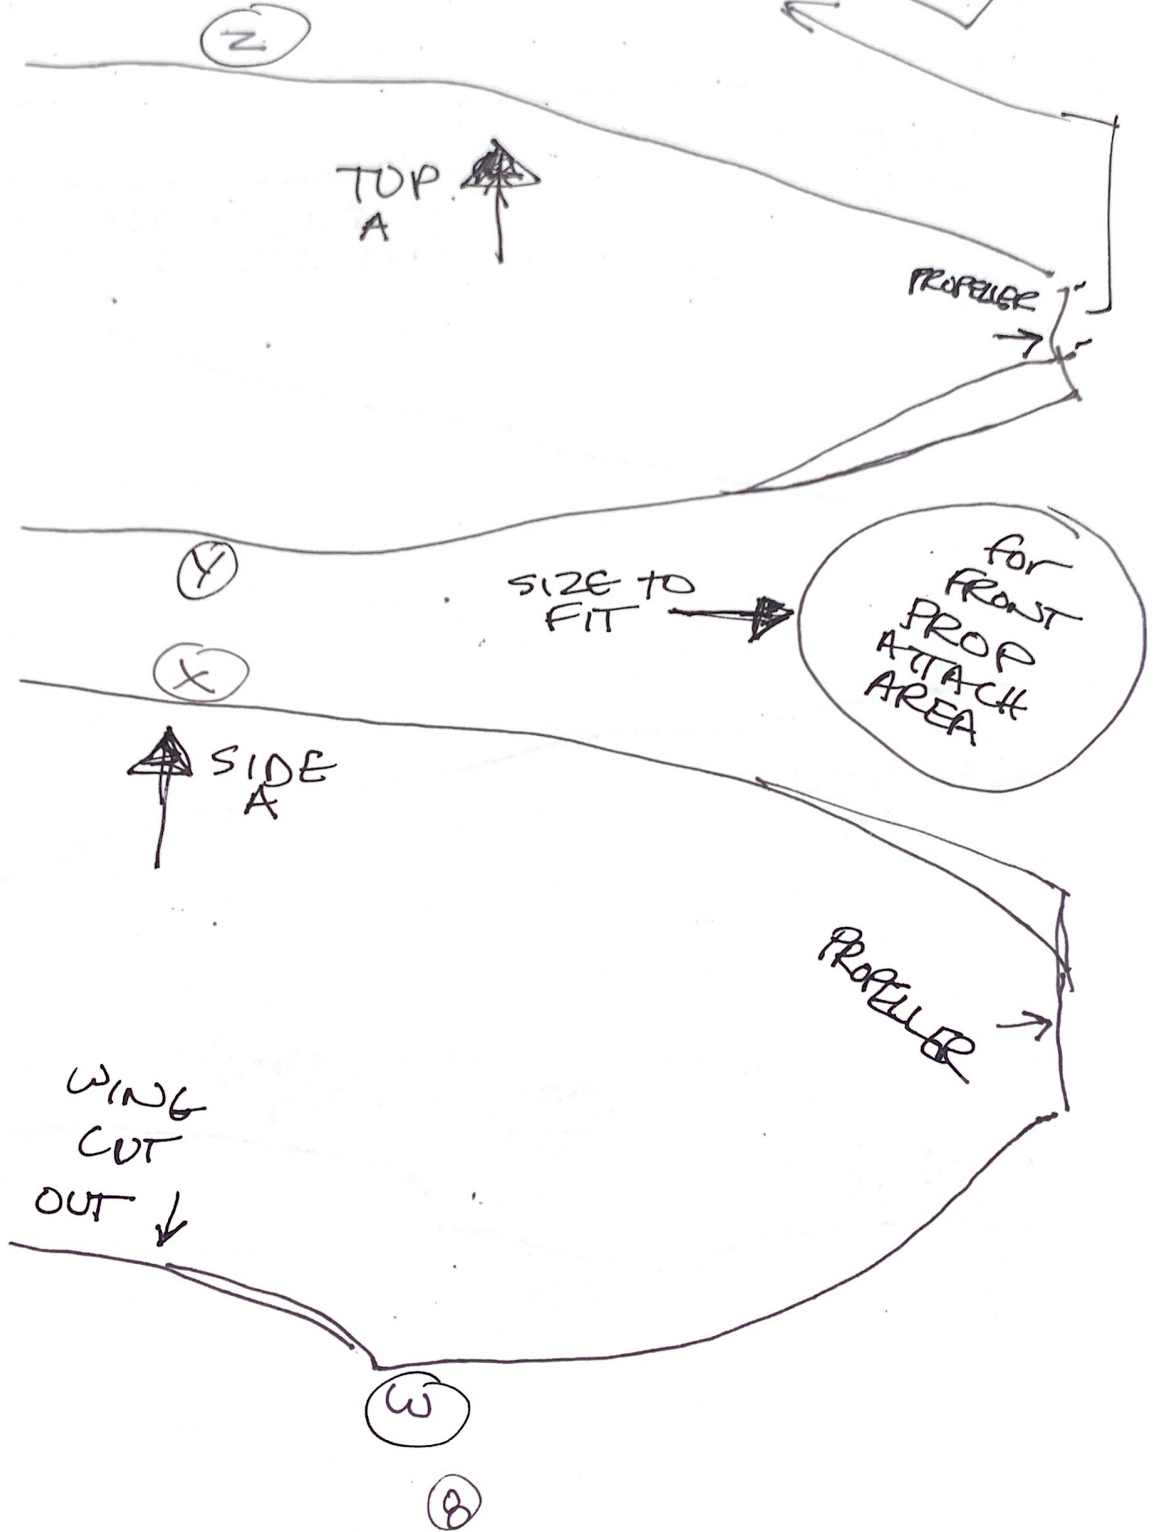 Z
TOP
A
PROPELLER
Y
SIZE TO
FIT
for
FRONT
PROP
ATTACH
AREA
X
SIDE
A
PROPELLER
WING
CUT
OUT
W
8